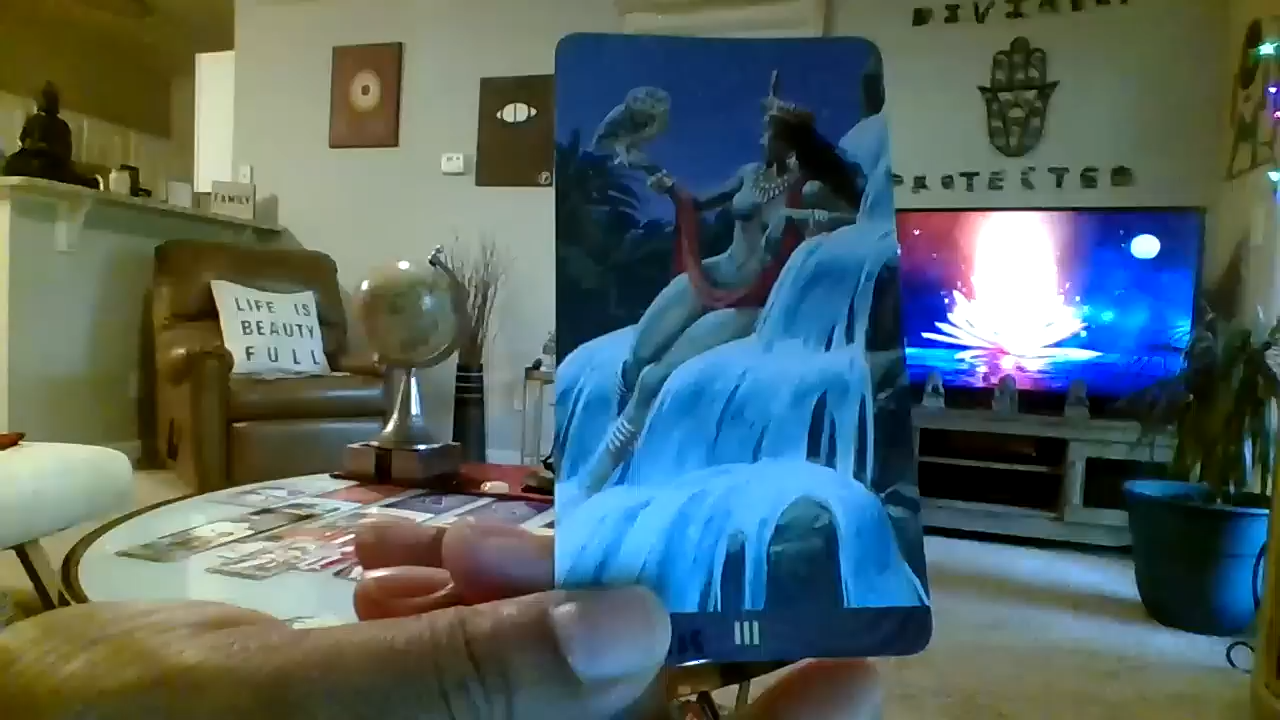 DIVINELY
PROTECTED
FAMILY
LIFE IS
BEAUTY
FULL
III